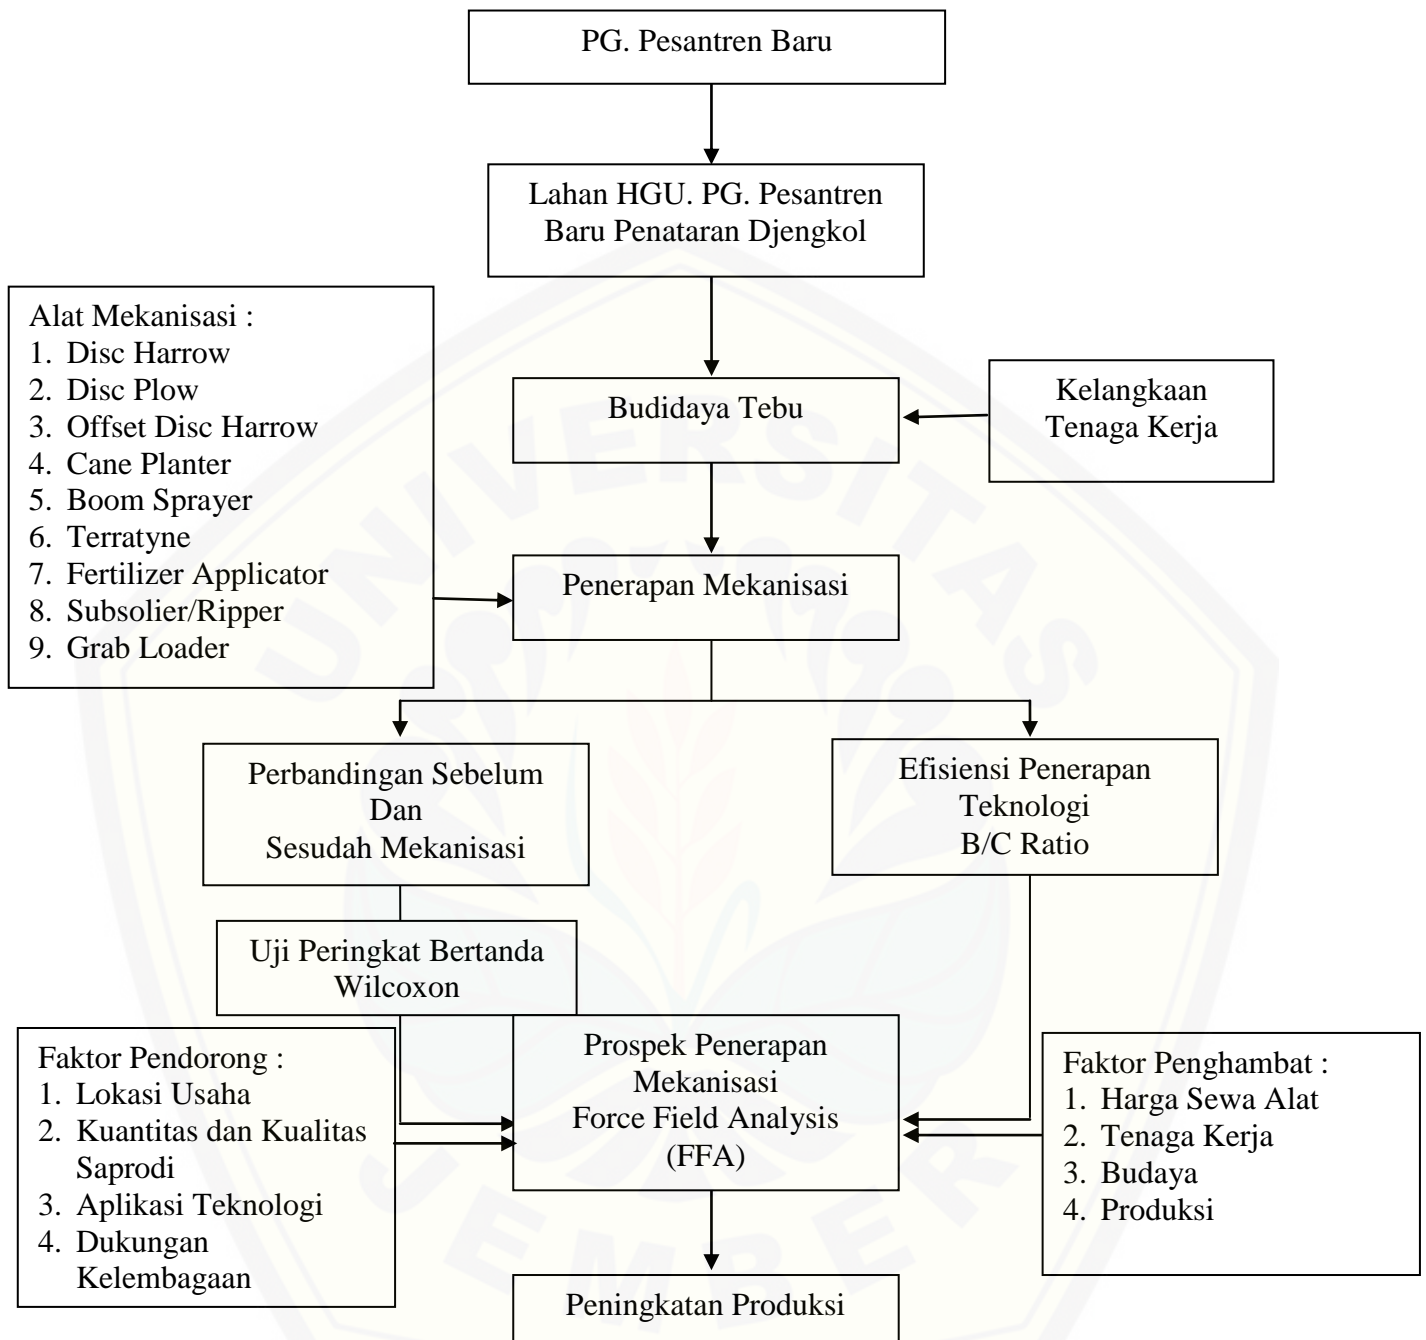 PG. Pesantren Baru
Lahan HGU. PG. Pesantren
Baru Penataran Djengkol
Alat Mekanisasi :
1. Disc Harrow
2. Disc Plow
3. Offset Disc Harrow
4. Cane Planter
5. Boom Sprayer
6. Terratyne
7. Fertilizer Applicator
8. Subsolier/Ripper
9. Grab Loader
Budidaya Tebu
Kelangkaan
Tenaga Kerja
Penerapan Mekanisasi
Perbandingan Sebelum
Dan
Sesudah Mekanisasi
Efisiensi Penerapan
Teknologi
B/C Ratio
Uji Peringkat Bertanda
Wilcoxon
Faktor Pendorong :
1. Lokasi Usaha
2. Kuantitas dan Kualitas
Saprodi
3. Aplikasi Teknologi
4. Dukungan
Kelembagaan
Prospek Penerapan
Mekanisasi
Force Field Analysis
(FFA)
Faktor Penghambat :
1. Harga Sewa Alat
2. Tenaga Kerja
3. Budaya
4. Produksi
Peningkatan Produksi
UNIVERSITAS
JEMBER